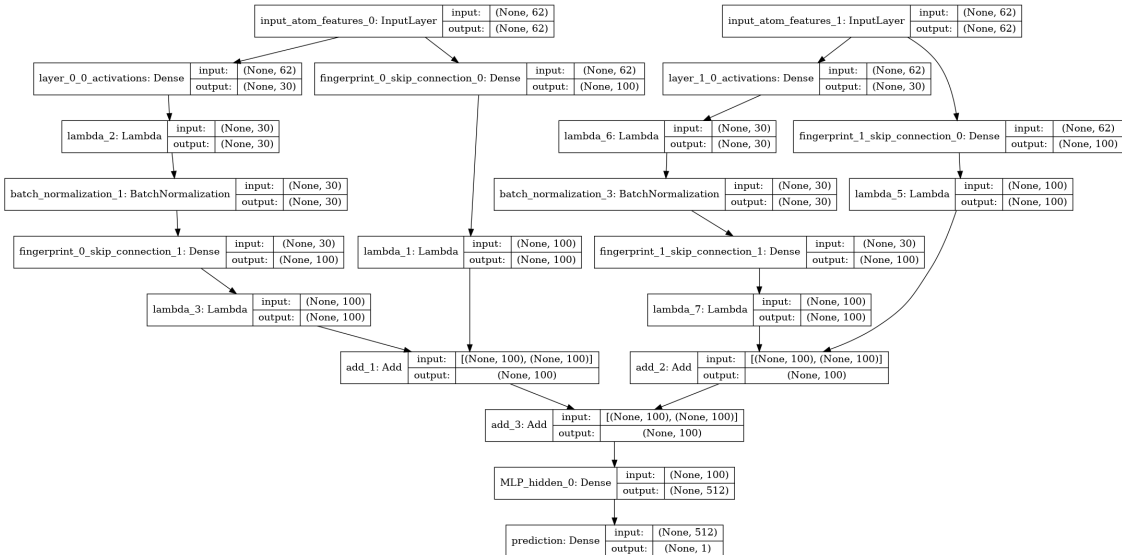 input_atom_features_0: InputLayer input: (None, 62)
output: (None, 62)
input_atom_features_1: InputLayer input: (None, 62)
output: (None, 62)
layer_0_0_activations: Dense input: (None, 62)
output: (None, 30)
fingerprint_0_skip_connection_0: Dense input: (None, 62)
output: (None, 100)
layer_1_0_activations: Dense input: (None, 62)
output: (None, 30)
lambda_2: Lambda input: (None, 30)
output: (None, 30)
lambda_6: Lambda input: (None, 30)
output: (None, 30)
fingerprint_1_skip_connection_0: Dense input: (None, 62)
output: (None, 100)
batch_normalization_1: BatchNormalization input: (None, 30)
output: (None, 30)
batch_normalization_3: BatchNormalization input: (None, 30)
output: (None, 30)
lambda_5: Lambda input: (None, 100)
output: (None, 100)
fingerprint_0_skip_connection_1: Dense input: (None, 30)
output: (None, 100)
lambda_1: Lambda input: (None, 100)
output: (None, 100)
fingerprint_1_skip_connection_1: Dense input: (None, 30)
output: (None, 100)
lambda_3: Lambda input: (None, 100)
output: (None, 100)
lambda_7: Lambda input: (None, 100)
output: (None, 100)
add_1: Add input: [(None, 100), (None, 100)]
output: (None, 100)
add_2: Add input: [(None, 100), (None, 100)]
output: (None, 100)
add_3: Add input: [(None, 100), (None, 100)]
output: (None, 100)
MLP_hidden_0: Dense input: (None, 100)
output: (None, 512)
prediction: Dense input: (None, 512)
output: (None, 1)